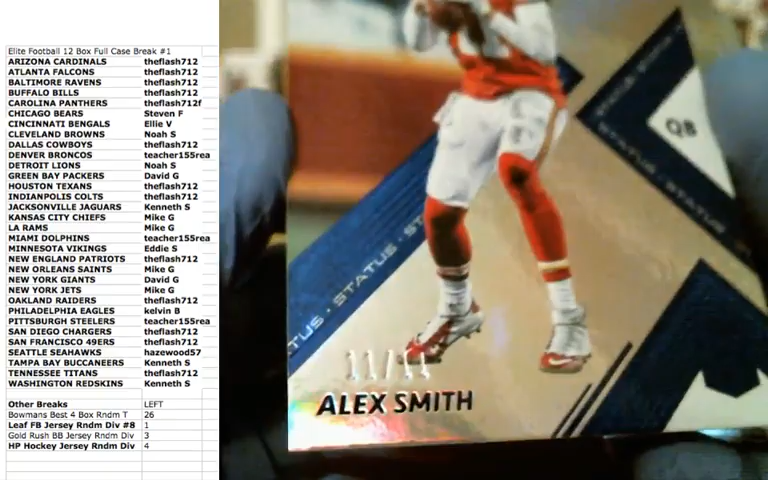 Elite Football 12 Box Full Case Break #1
ARIZONA CARDINALS theflash712
ATLANTA FALCONS theflash712
BALTIMORE RAVENS theflash712
BUFFALO BILLS theflash712
CAROLINA PANTHERS theflash712f
CHICAGO BEARS Steven F
CINCINNATI BENGALS Ellie V
CLEVELAND BROWNS Noah S
DALLAS COWBOYS theflash712
DENVER BRONCOS teacher155rea
DETROIT LIONS Noah S
GREEN BAY PACKERS David G
HOUSTON TEXANS theflash712
INDIANPOLIS COLTS theflash712
JACKSONVILLE JAGUARS Kenneth S
KANSAS CITY CHIEFS Mike G
LA RAMS Mike G
MIAMI DOLPHINS teacher155rea
MINNESOTA VIKINGS Eddie S
NEW ENGLAND PATRIOTS theflash712
NEW ORLEANS SAINTS Mike G
NEW YORK GIANTS David G
NEW YORK JETS Mike G
OAKLAND RAIDERS theflash712
PHILADELPHIA EAGLES kelvin B
PITTSBURGH STEELERS teacher155rea
SAN DIEGO CHARGERS theflash712
SAN FRANCISCO 49ERS theflash712
SEATTLE SEAHAWKS hazewood57
TAMPA BAY BUCCANEERS Kenneth S
TENNESSEE TITANS theflash712
WASHINGTON REDSKINS Kenneth S
Other Breaks LEFT
Bowmans Best 4 Box Rndm T 26
Leaf FB Jersey Rndm Div #8 1
Gold Rush BB Jersey Rndm Div 3
HP Hockey Jersey Rndm Div 4
QB
STATUS · STATUS
TUS · STATUS · ST
11/11
ALEX SMITH